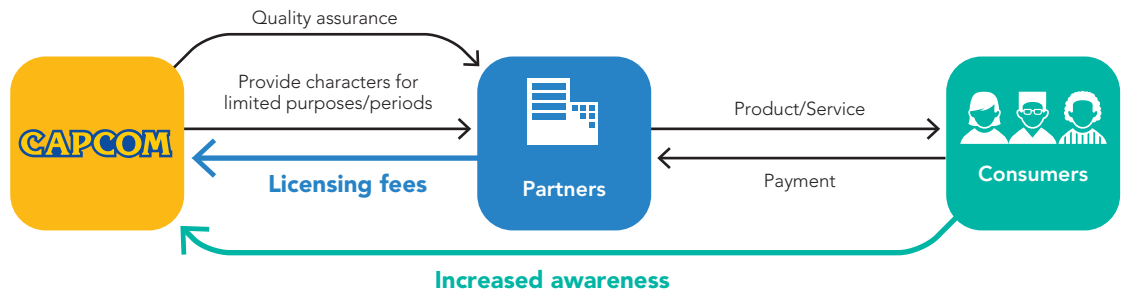 Quality assurance
Provide characters for
limited purposes/periods
CAPCOM
Licensing fees
Partners
Product/Service
Payment
Consumers
Increased awareness